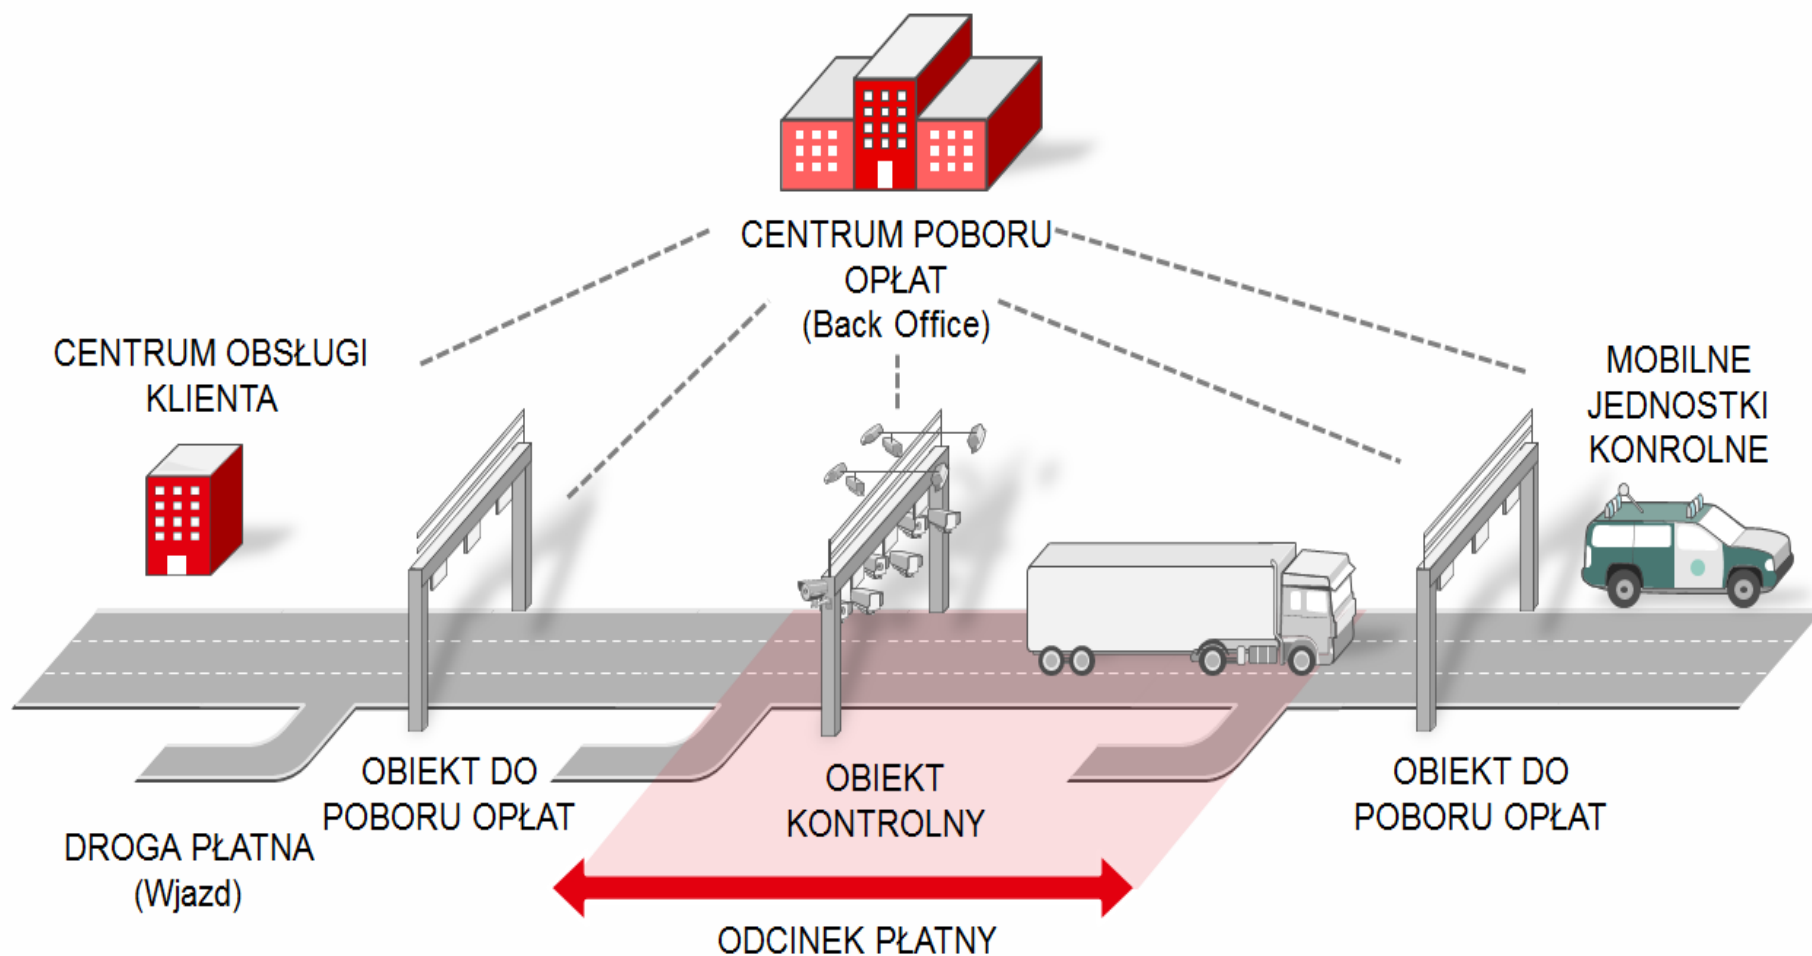 CENTRUM POBORU
OPŁAT
(Back Office)
CENTRUM OBSŁUGI
KLIENTA
MOBILNE
JEDNOSTKI
KONROLNE
OBIEKT DO
POBORU OPŁAT
OBIEKT
KONTROLNY
OBIEKT DO
POBORU OPŁAT
DROGA PŁATNA
(Wjazd)
ODCINEK PŁATNY